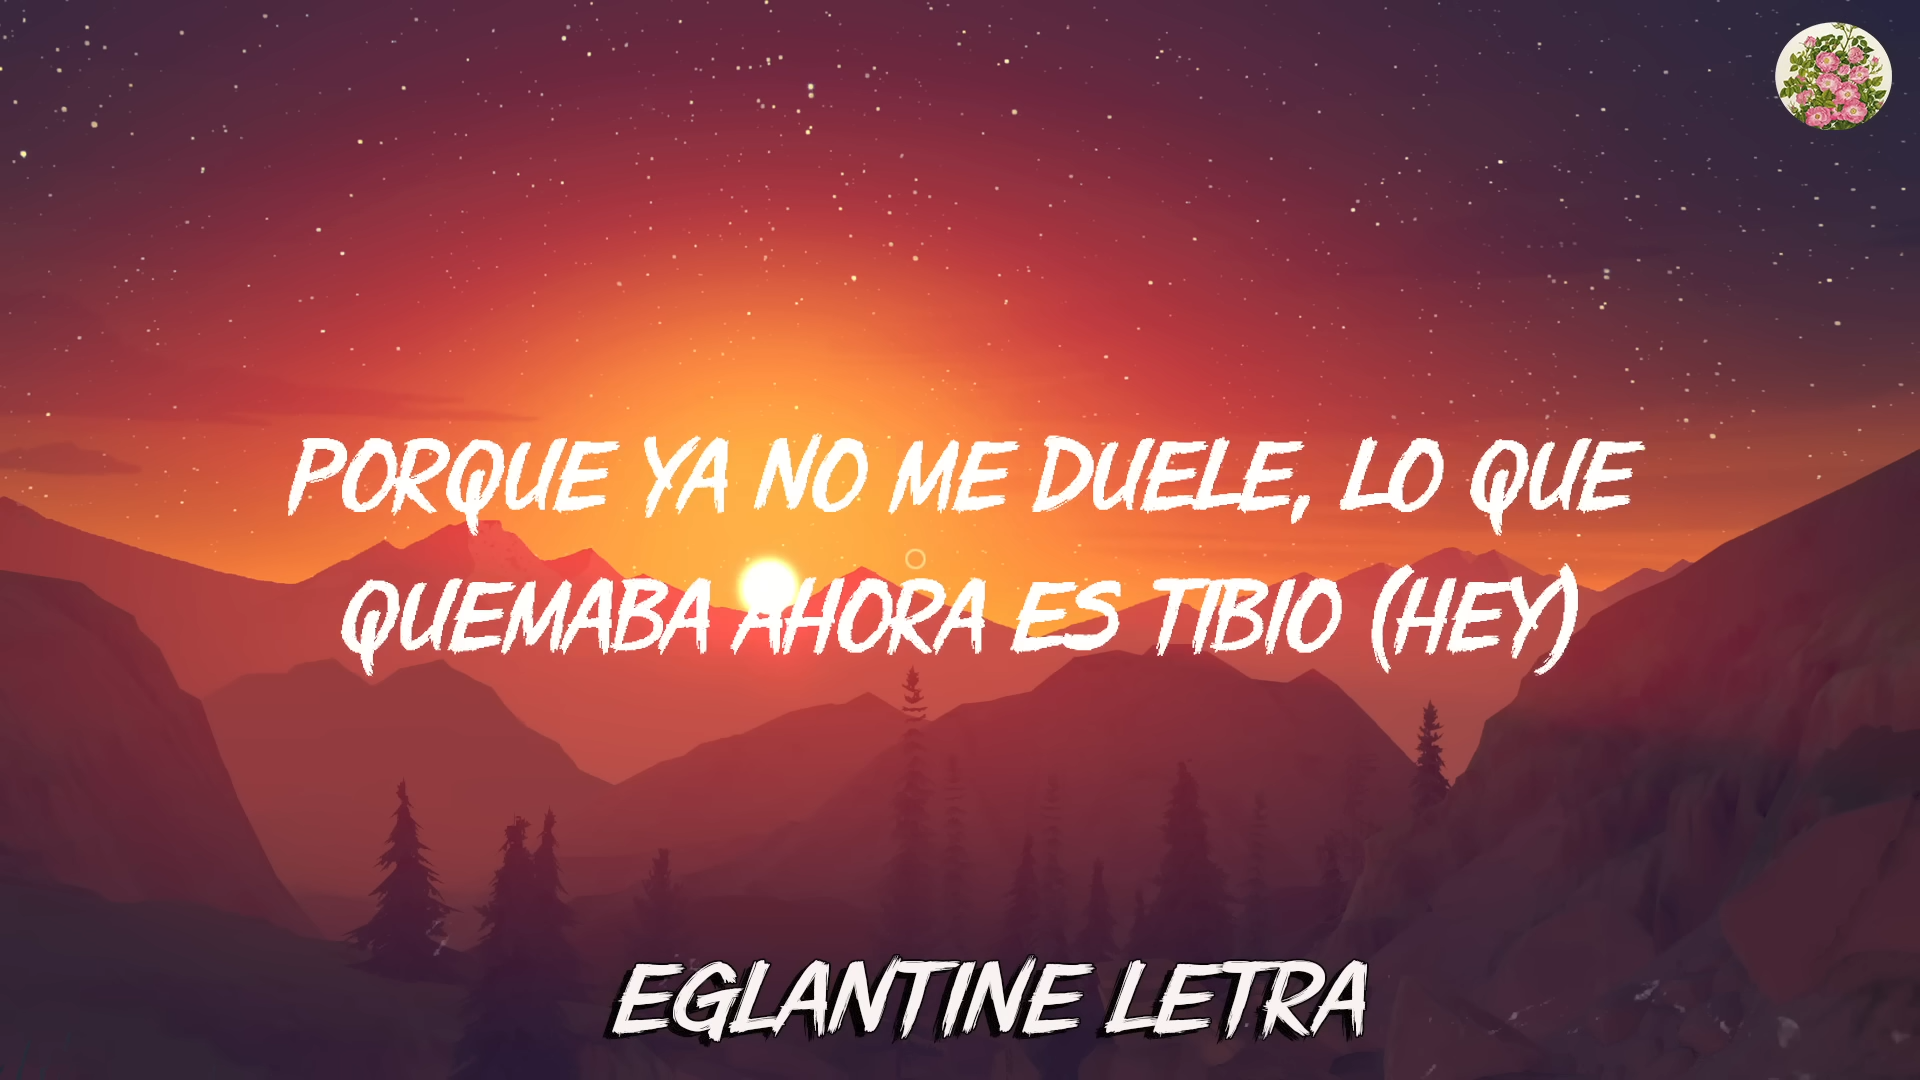 PORQUE YA NO ME DUELE, LO QUE
QUEMABA AHORA ES TIBIO (HEY)
EGLANTINE LETRA